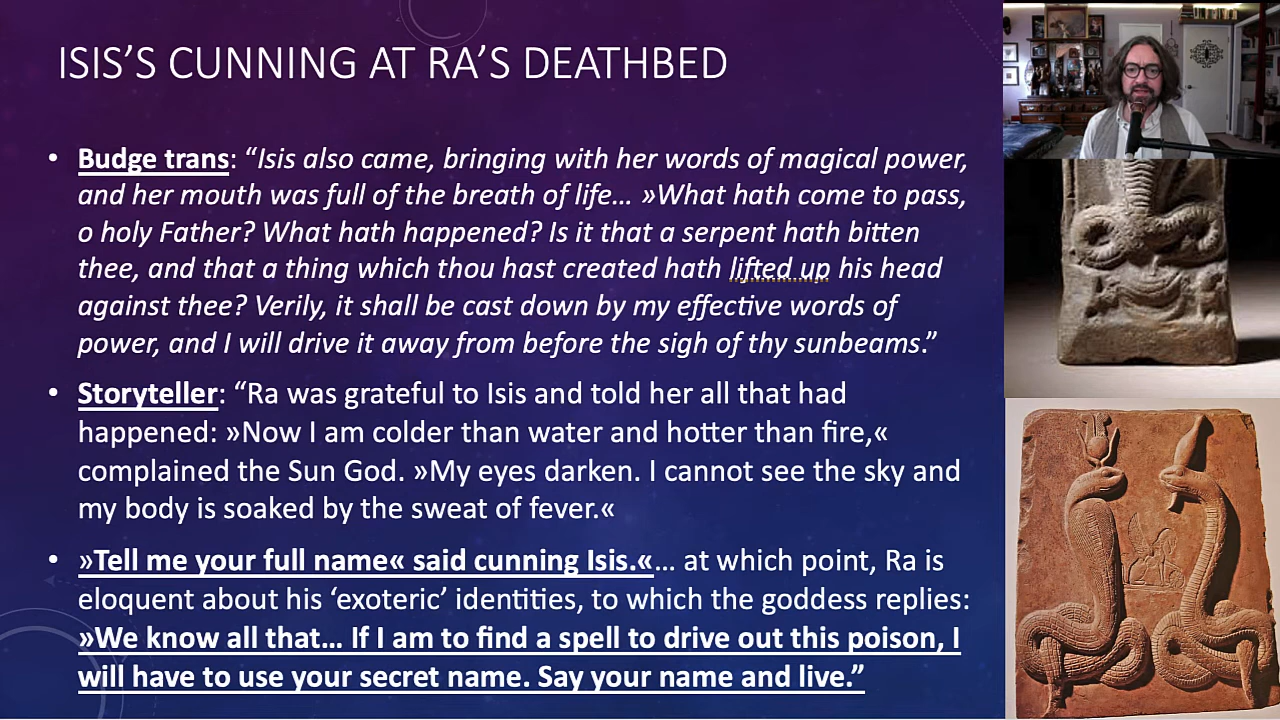 ISIS'S CUNNING AT RA'S DEATHBED
• Budge trans: “Isis also came, bringing with her words of magical power,
and her mouth was full of the breath of life… »What hath come to pass,
o holy Father? What hath happened? Is it that a serpent hath bitten
thee, and that a thing which thou hast created hath lifted up his head
against thee? Verily, it shall be cast down by my effective words of
power, and I will drive it away from before the sigh of thy sunbeams.”
• Storyteller: “Ra was grateful to Isis and told her all that had
happened: »Now I am colder than water and hotter than fire,«
complained the Sun God. »My eyes darken. I cannot see the sky and
my body is soaked by the sweat of fever.«
• »Tell me your full name« said cunning Isis.«… at which point, Ra is
eloquent about his ‘exoteric’ identities, to which the goddess replies:
»We know all that… If I am to find a spell to drive out this poison, I
will have to use your secret name. Say your name and live.”